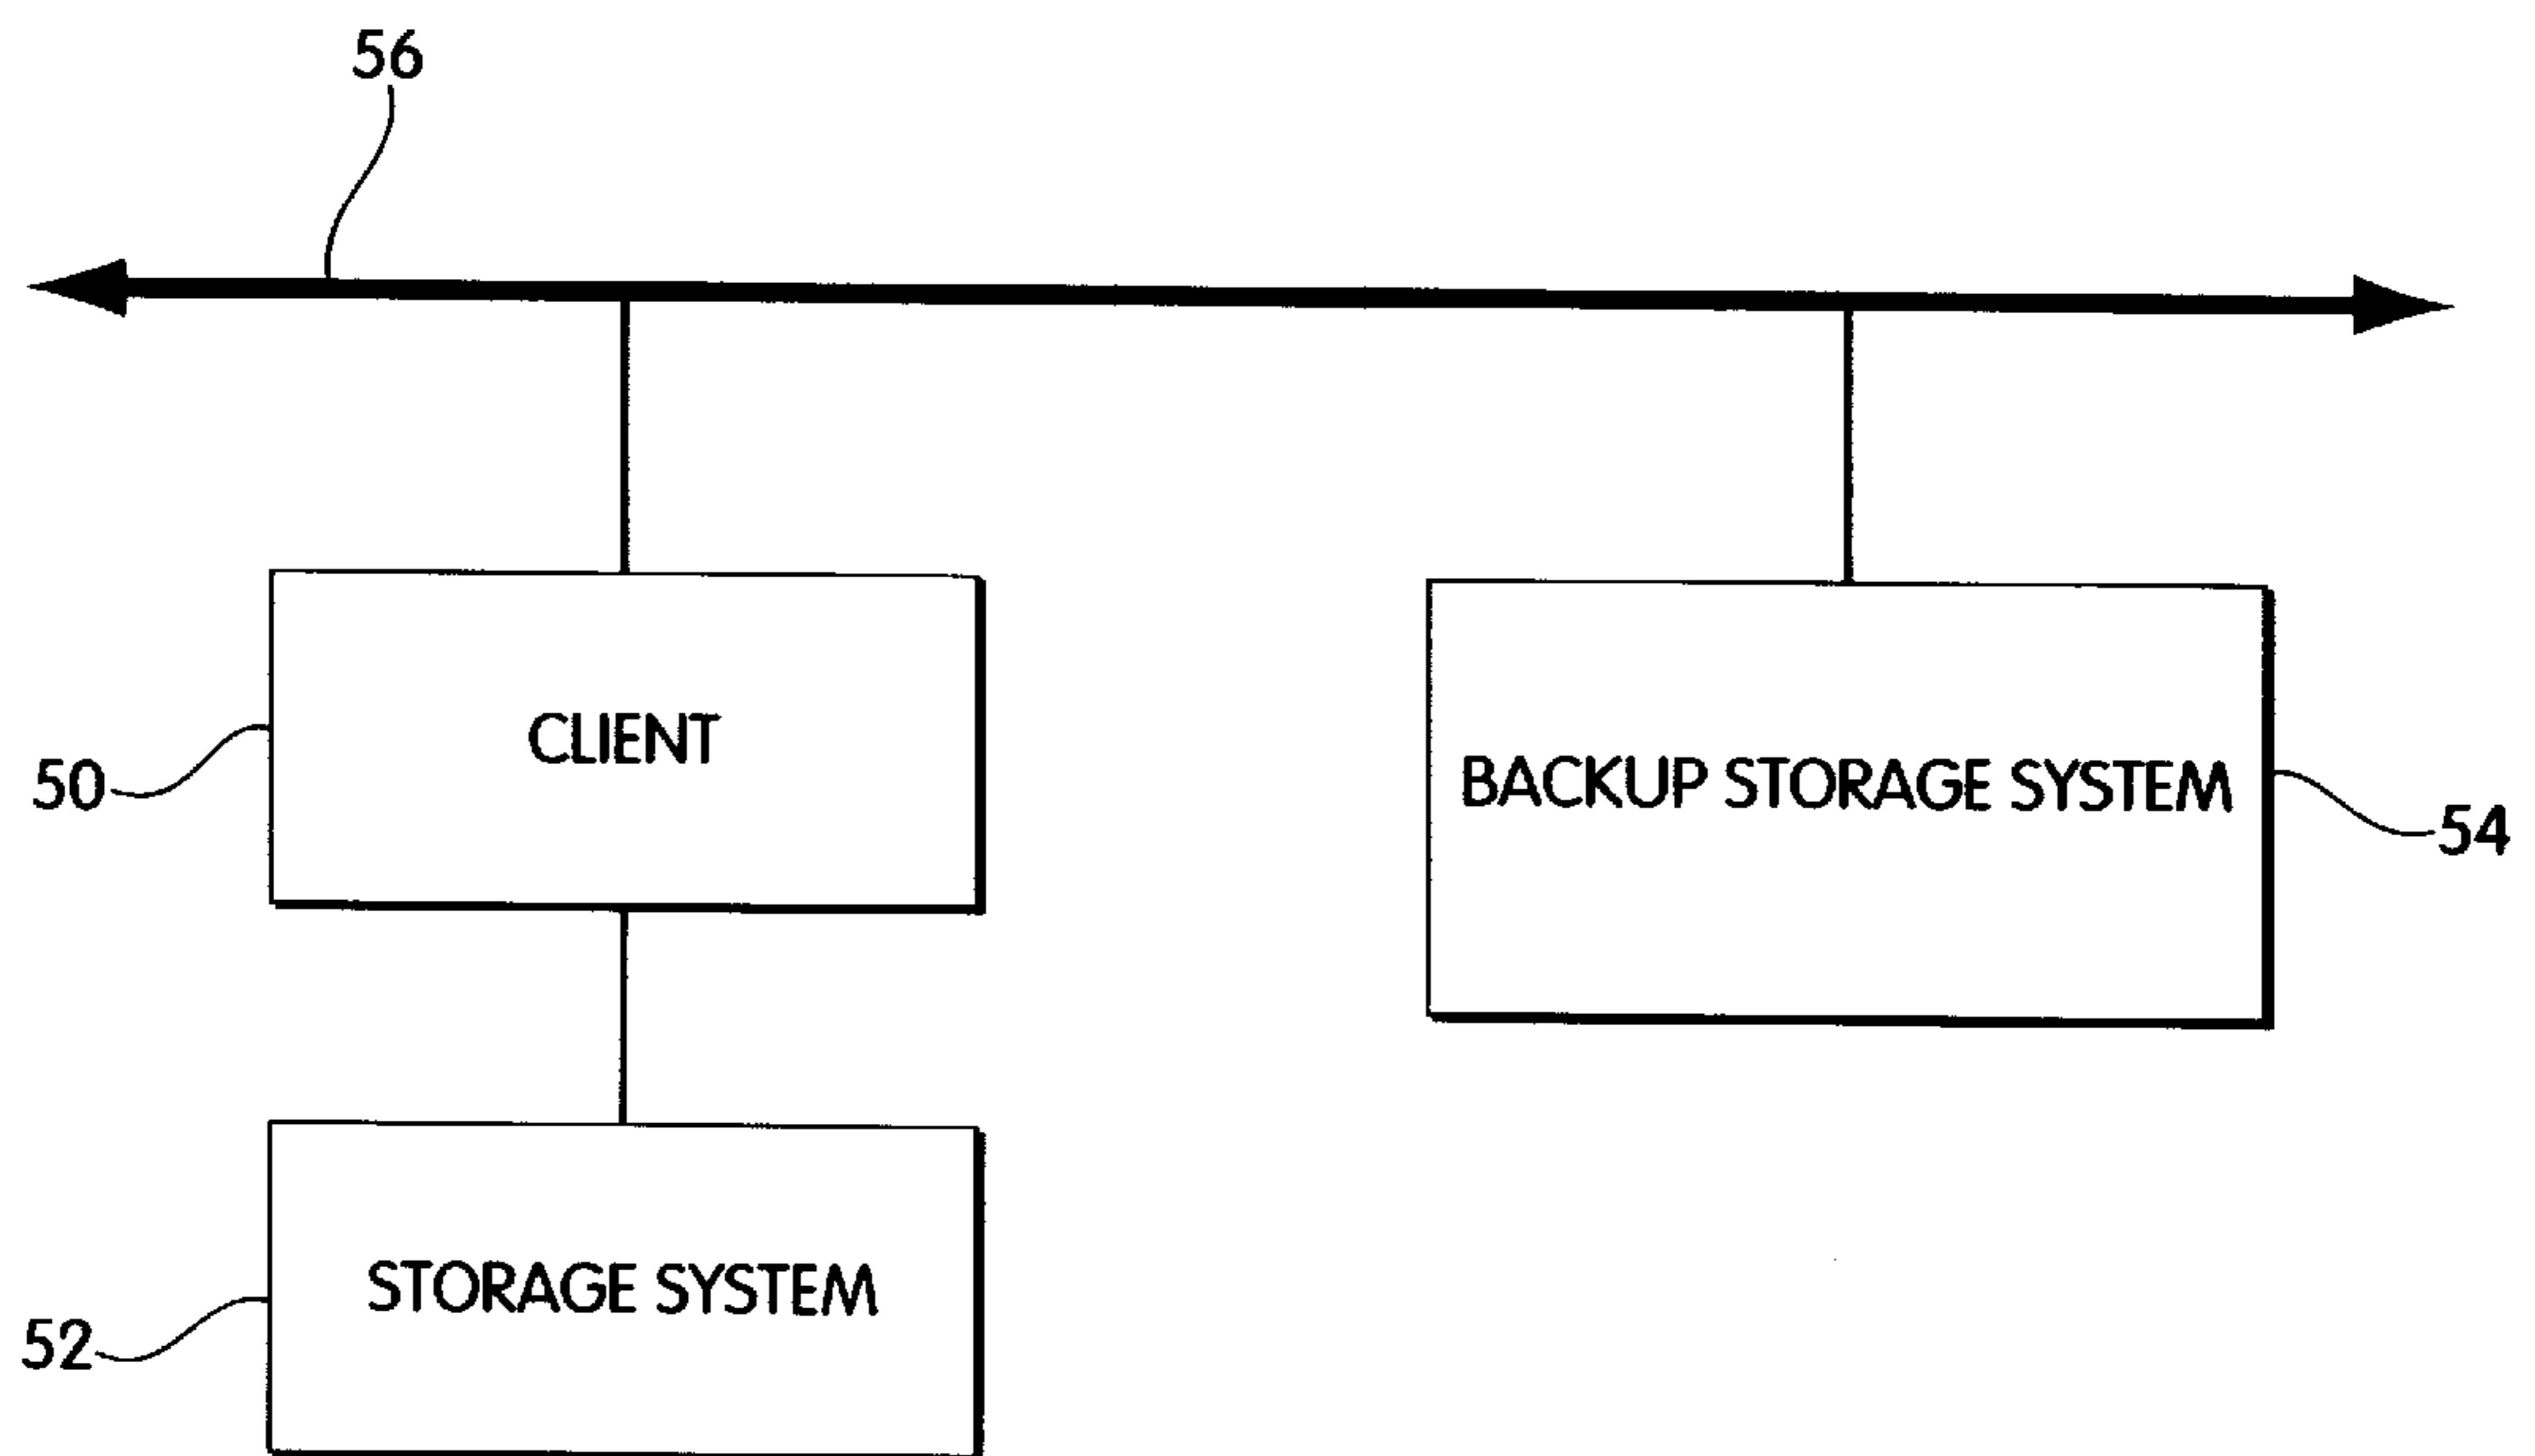 56
CLIENT
50
BACKUP STORAGE SYSTEM
54
STORAGE SYSTEM
52